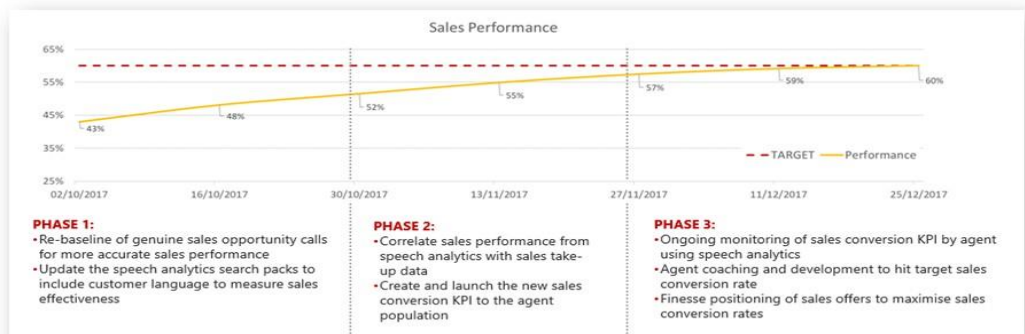 Sales Performance
65%
55%
45%
35%
25%
43%
48%
52%
55%
57%
59%
60%
TARGET
Performance
02/10/2017
16/10/2017
30/10/2017
13/11/2017
27/11/2017
11/12/2017
25/12/2017
PHASE 1:
•Re-baseline of genuine sales opportunity calls
for more accurate sales performance
•Update the speech analytics search packs to
include customer language to measure sales
effectiveness
PHASE 2:
•Correlate sales performance from
speech analytics with sales take-
up data
•Create and launch the new sales
conversion KPI to the agent
population
PHASE 3:
•Ongoing monitoring of sales conversion KPI by agent
using speech analytics
•Agent coaching and development to hit target sales
conversion rate
•Finesse positioning of sales offers to maximise sales
conversion rates